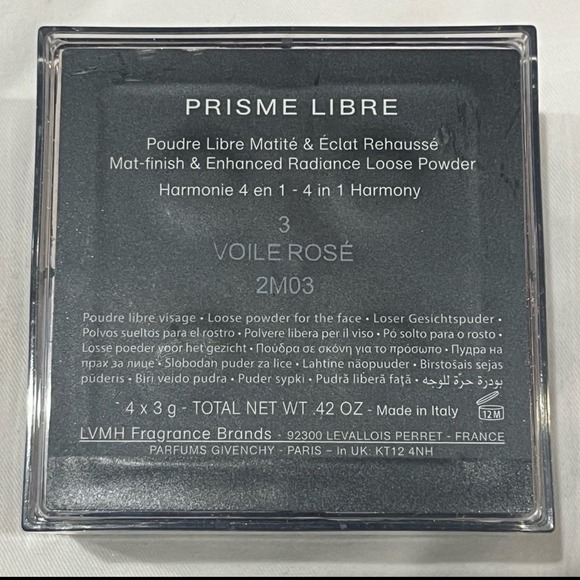 PRISME LIBRE
Poudre Libre Matité & Éclat Rehaussé
Mat-finish & Enhanced Radiance Loose Powder
Harmonie 4 en 1 - 4 in 1 Harmony
3
VOILE ROSÉ
2M03
Poudre libre visage • Loose powder for the face • Loser Gesichtspuder •
Polvos sueltos para el rostro • Polvere libera per il viso • Pó solto para o rosto •
Losse poeder voor het gezicht • Πούδρα σε σκόνη για το πρόσωπο • Пудра на
прах за лице • Slobodan puder za lice • Lahtine näopuuder • Birstošais sejas
pūderis • Biri veido pudra • Puder sypki • Pudră liberă față • بودرة حرّة للوجه
4 x 3 g - TOTAL NET WT .42 OZ - Made in Italy
12 M
LVMH Fragrance Brands - 92300 LEVALLOIS PERRET - FRANCE
PARFUMS GIVENCHY - PARIS – In UK: KT12 4NH